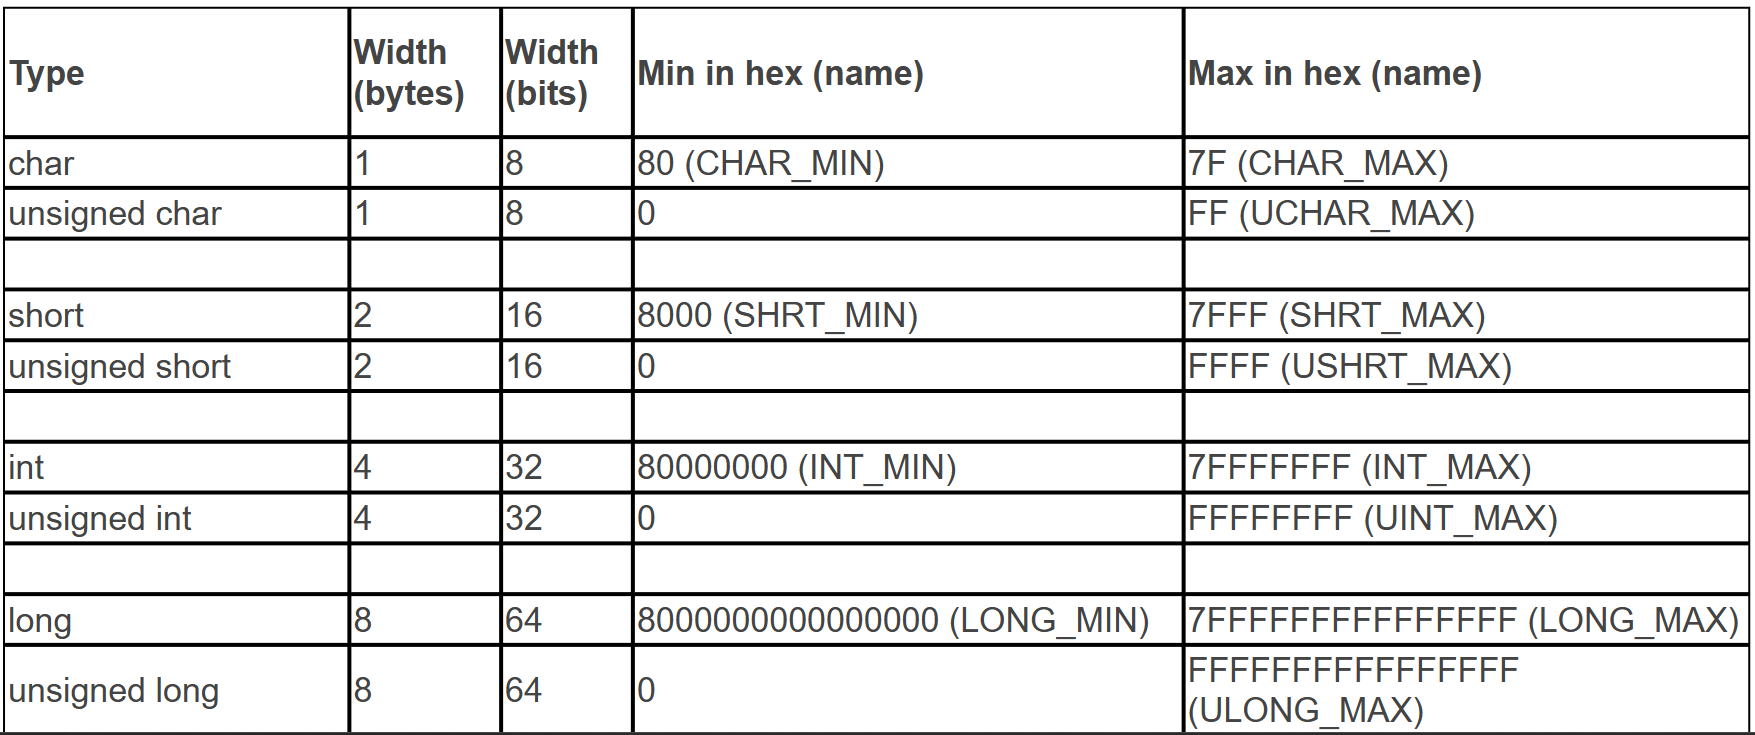 Type Width (bytes) Width (bits) Min in hex (name) Max in hex (name)
char 1 8 80 (CHAR_MIN) 7F (CHAR_MAX)
unsigned char 1 8 0 FF (UCHAR_MAX)
short 2 16 8000 (SHRT_MIN) 7FFF (SHRT_MAX)
unsigned short 2 16 0 FFFF (USHRT_MAX)
int 4 32 80000000 (INT_MIN) 7FFFFFFF (INT_MAX)
unsigned int 4 32 0 FFFFFFFF (UINT_MAX)
long 8 64 8000000000000000 (LONG_MIN) 7FFFFFFFFFFFFFFF (LONG_MAX)
unsigned long 8 64 0 FFFFFFFFFFFFFFFF
(ULONG_MAX)